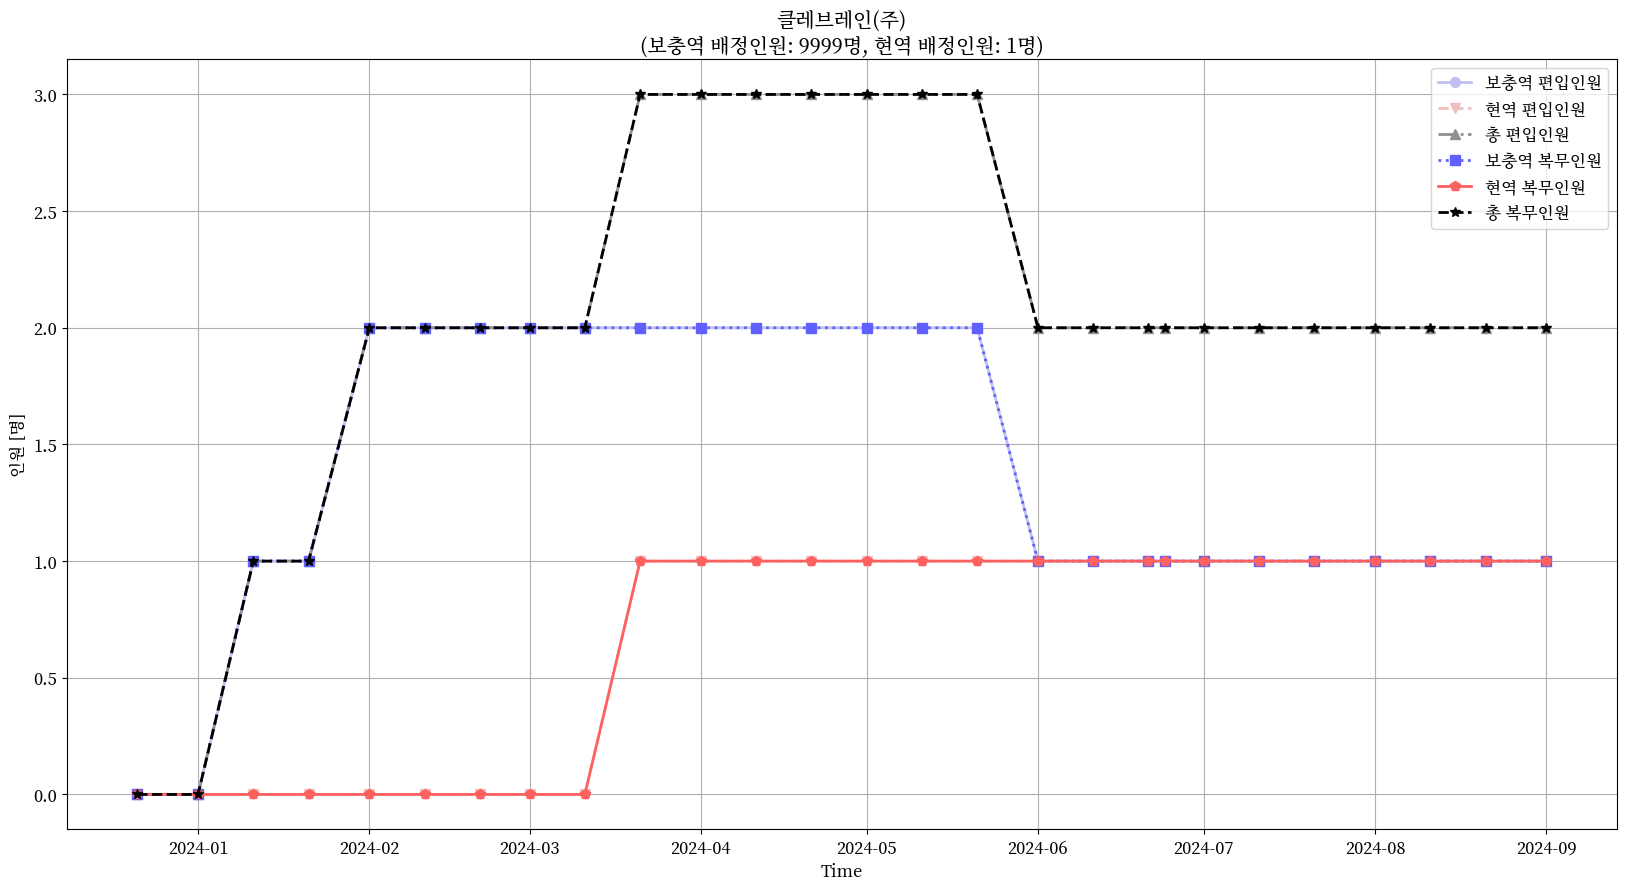 클레브레인(주)
(보충역 배정인원: 9999명, 현역 배정인원: 1명)
보충역 편입인원
현역 편입인원
총 편입인원
보충역 복무인원
현역 복무인원
총 복무인원
인원 [명]
3.0
2.5
2.0
1.5
1.0
0.5
0.0
2024-01 2024-02 2024-03 2024-04 2024-05 2024-06 2024-07 2024-08 2024-09
Time